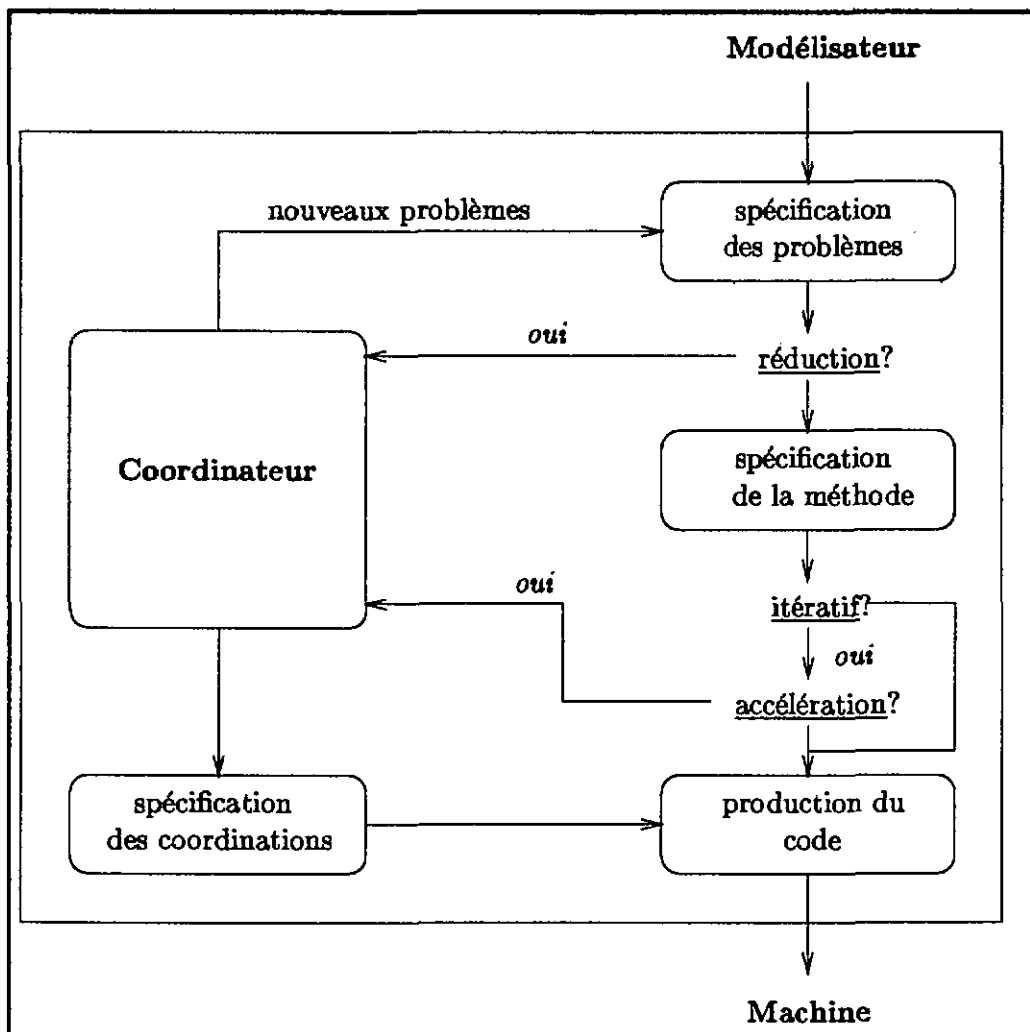 Modélisateur
nouveaux problèmes
spécification
des problèmes
oui
réduction?
Coordinateur
spécification
de la méthode
oui
itératif?
oui
accélération?
spécification
des coordinations
production du
code
Machine